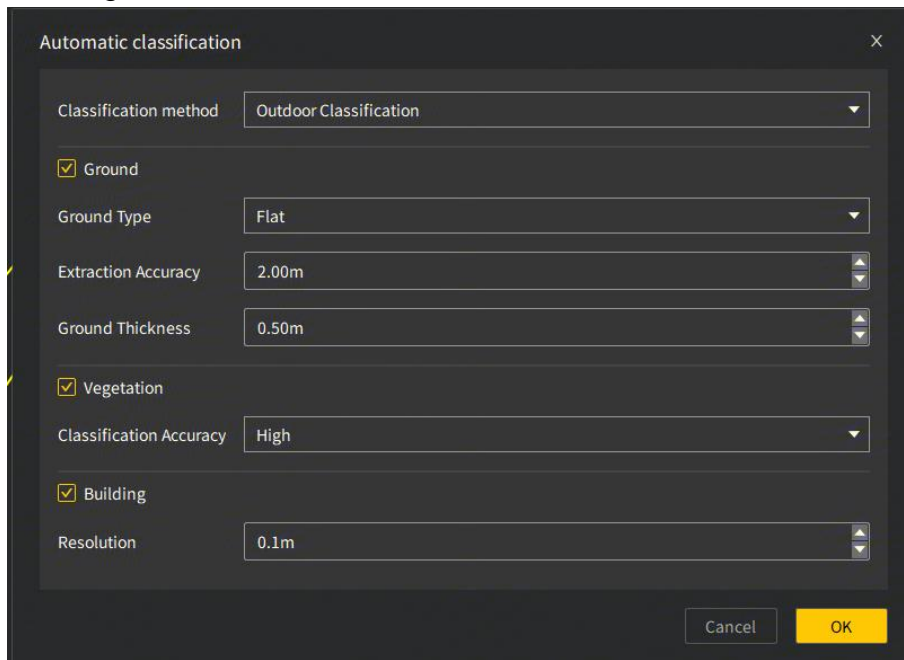 Automatic classification X
Classification method Outdoor Classification
Ground
Ground Type Flat
Extraction Accuracy 2.00m
Ground Thickness 0.50m
Vegetation
Classification Accuracy High
Building
Resolution 0.1m
Cancel OK